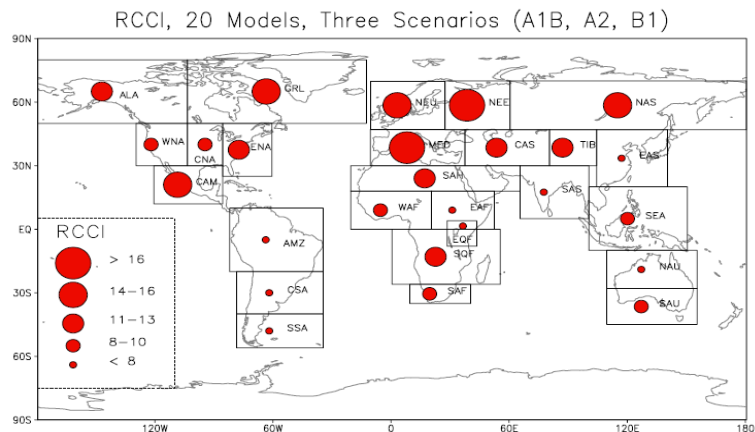 RCCI, 20 Models, Three Scenarios (A1B, A2, B1)
90N
ALA
GRL
NEU
NEE
NAS
60N
WNA
CNA
ENA
MED
CAS
TIB
EAS
30N
CAM
SAH
SAS
WAF
EAF
SEA
EQ
AMZ
EQF
SQF
NAU
30S
CSA
SAF
SAU
SSA
60S
90S
RCCI
> 16
14-16
11-13
8-10
< 8
120W
60W
0
60E
120E
181